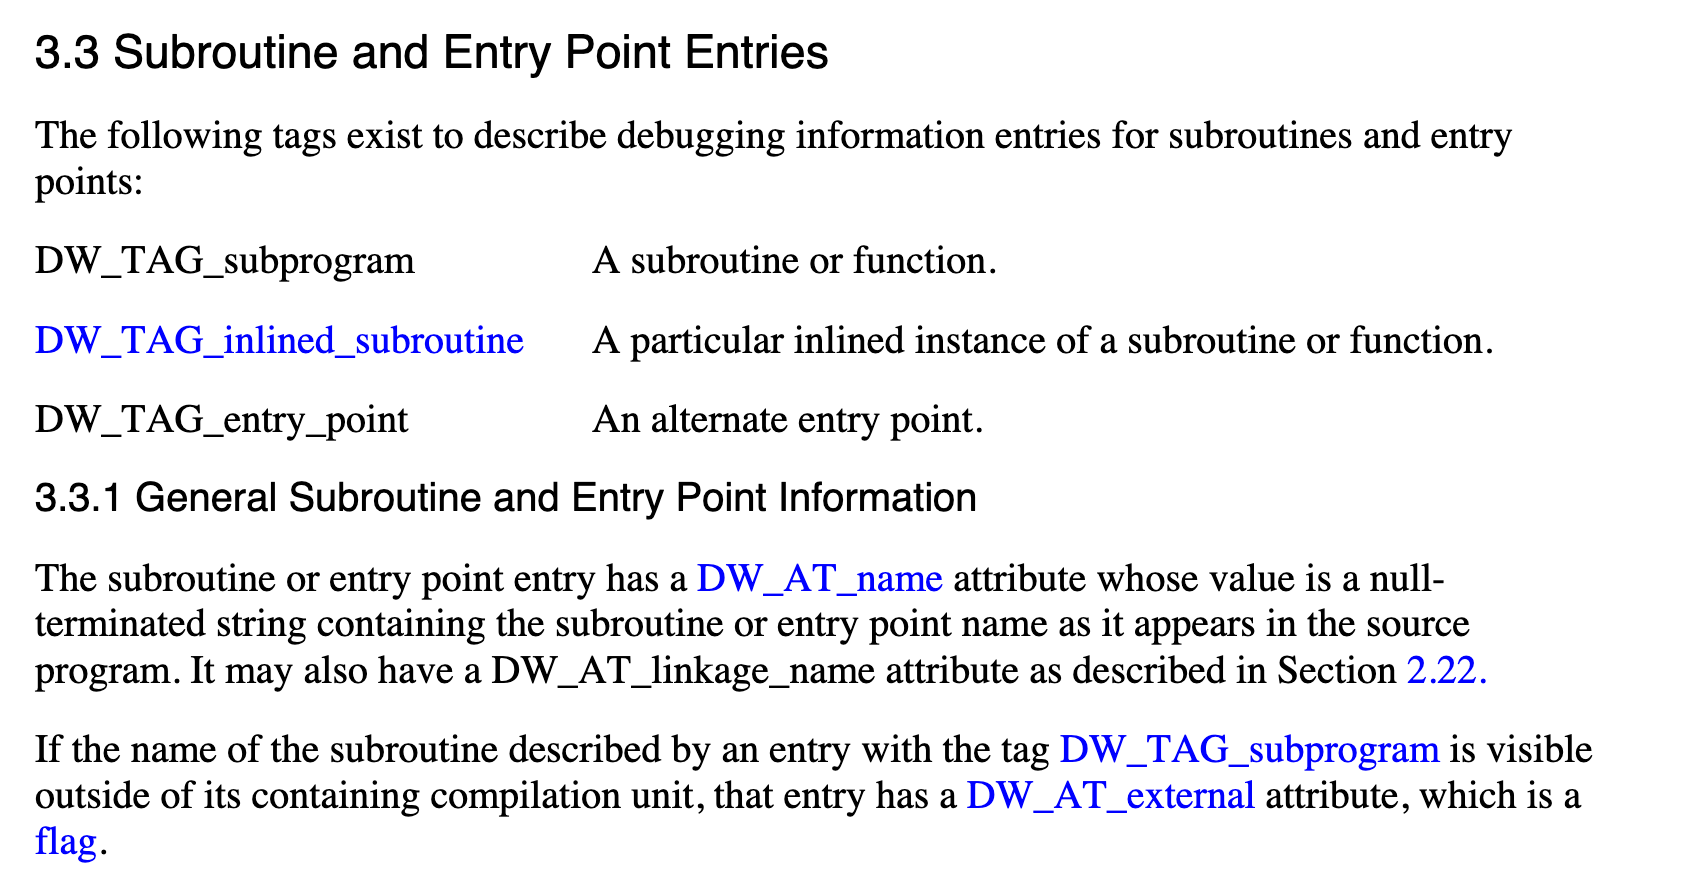 3.3 Subroutine and Entry Point Entries
The following tags exist to describe debugging information entries for subroutines and entry
points:
DW_TAG_subprogram A subroutine or function.
DW_TAG_inlined_subroutine A particular inlined instance of a subroutine or function.
DW_TAG_entry_point An alternate entry point.
3.3.1 General Subroutine and Entry Point Information
The subroutine or entry point entry has a DW_AT_name attribute whose value is a null-
terminated string containing the subroutine or entry point name as it appears in the source
program. It may also have a DW_AT_linkage_name attribute as described in Section 2.22.
If the name of the subroutine described by an entry with the tag DW_TAG_subprogram is visible
outside of its containing compilation unit, that entry has a DW_AT_external attribute, which is a
flag.